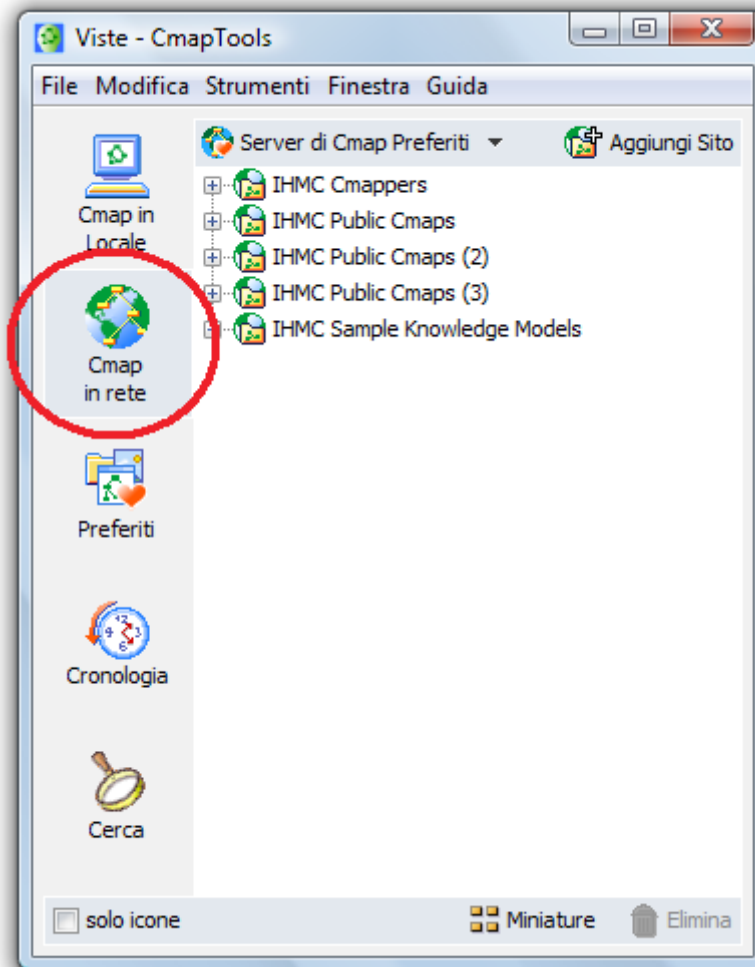 Viste - CmapTools
File Modifica Strumenti Finestra Guida
Server di Cmap Preferiti Aggiungi Sito
IHMC Cmappers
IHMC Public Cmaps
IHMC Public Cmaps (2)
IHMC Public Cmaps (3)
IHMC Sample Knowledge Models
Cmap in
Locale
Cmap
in rete
Preferiti
Cronologia
Cerca
solo icone Miniature Elimina